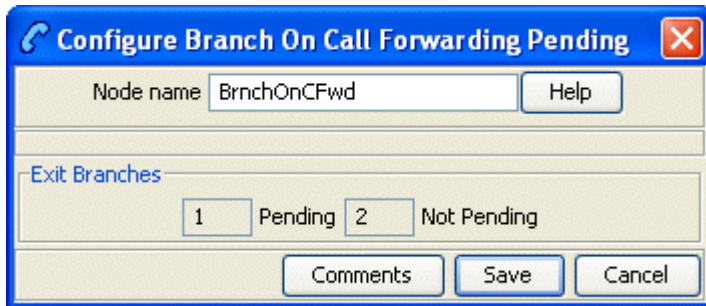 Configure Branch On Call Forwarding Pending
Node name BrnchOnCFwd Help
Exit Branches
1 Pending 2 Not Pending
Comments Save Cancel